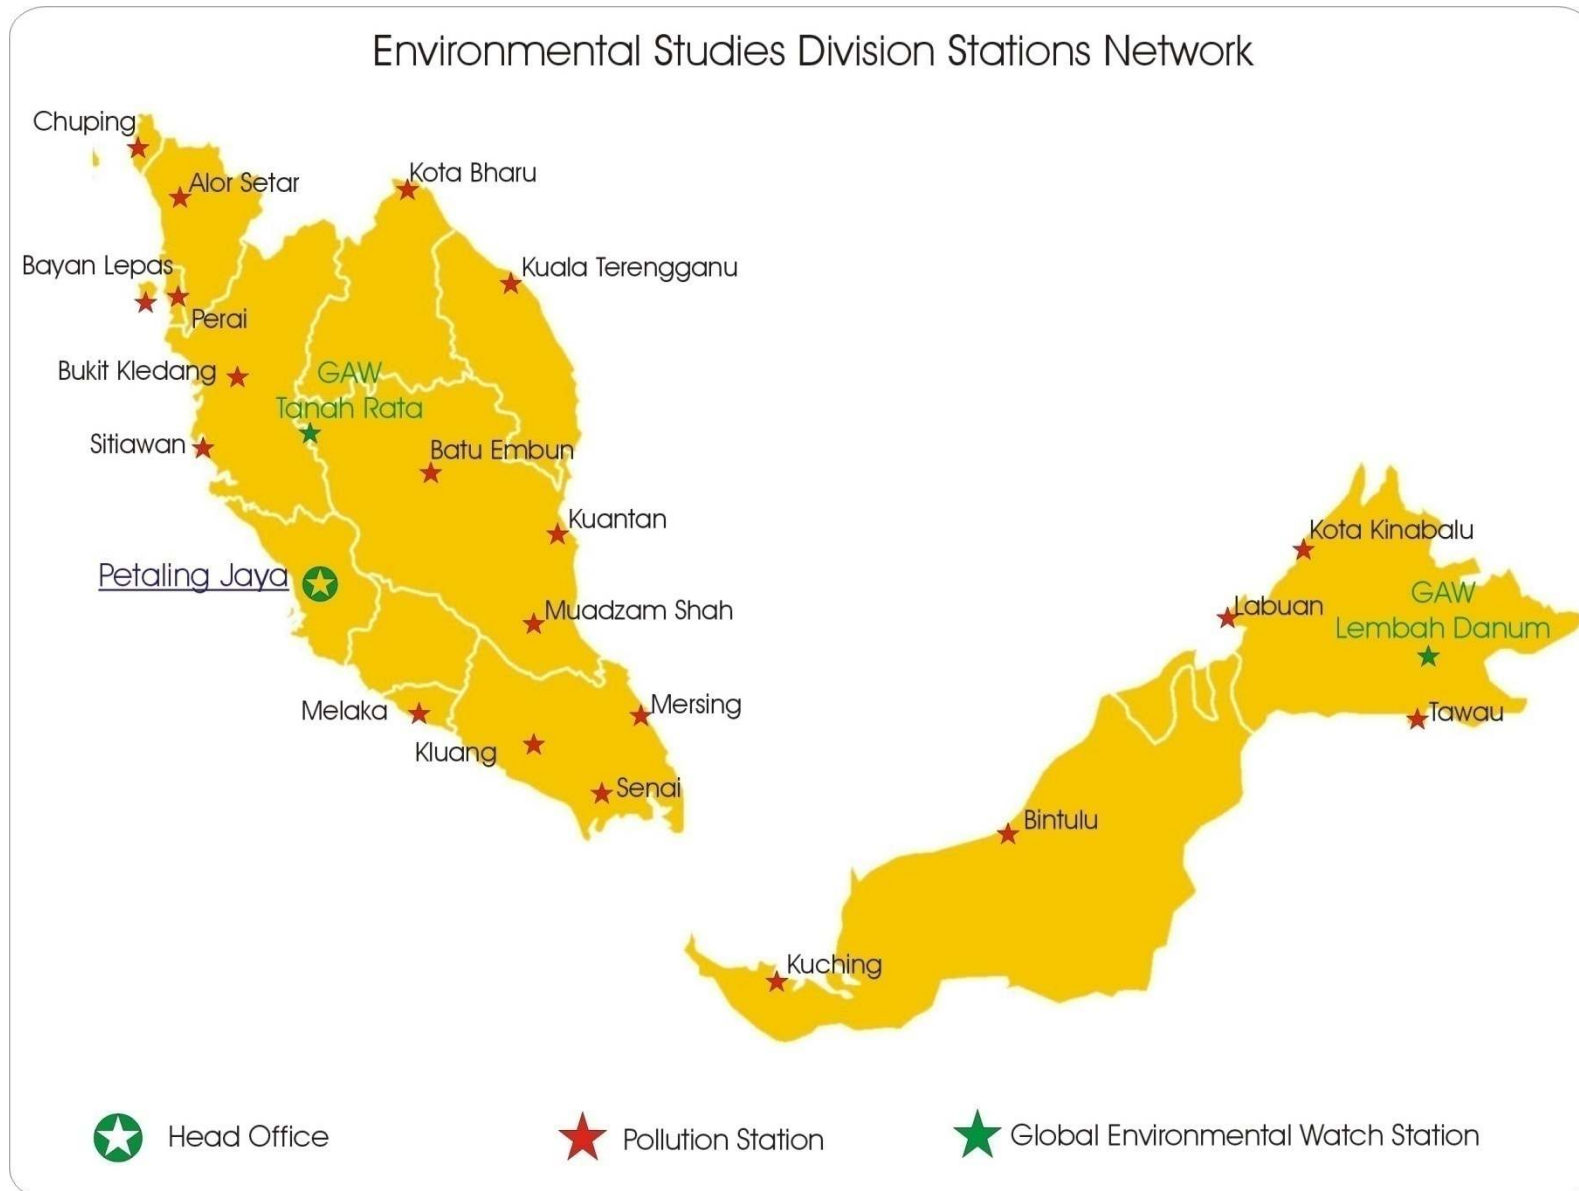 Environmental Studies Division Stations Network
Chuping
Alor Setar
Kota Bharu
Bayan Lepas
Kuala Terengganu
Perai
Bukit Kledang
GAW
Tanah Rata
Sitiawan
Batu Embun
Kuantan
Kota Kinabalu
Petaling Jaya
GAW
Lembah Danum
Labuan
Muadzam Shah
Melaka
Mersing
Tawau
Kluang
Senai
Bintulu
Kuching
Head Office
Pollution Station
Global Environmental Watch Station